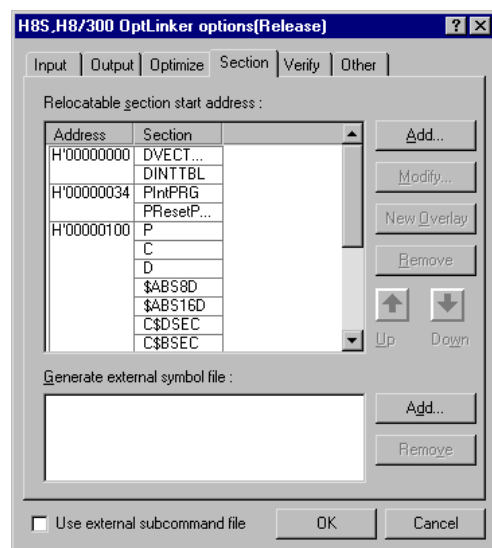 H8S,H8/300 OptLinker options(Release)
Input Output Optimize Section Verify Other
Relocatable section start address :
Address Section
H'00000000 DVECT...
DINTTBL
H'00000034 PIntPRG
PResetP...
H'00000100 P
C
D
$ABS8D
$ABS16D
C$DSEC
C$BSEC
Add...
Modify...
New Overlay
Remove
Up Down
Generate external symbol file :
Add...
Remove
Use external subcommand file
OK
Cancel